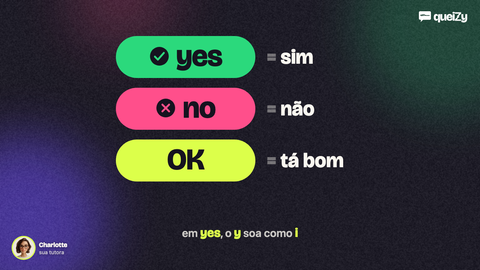 queiZy
yes = sim
no = não
OK = tá bom
em yes, o y soa como i
Charlotte
sua tutora